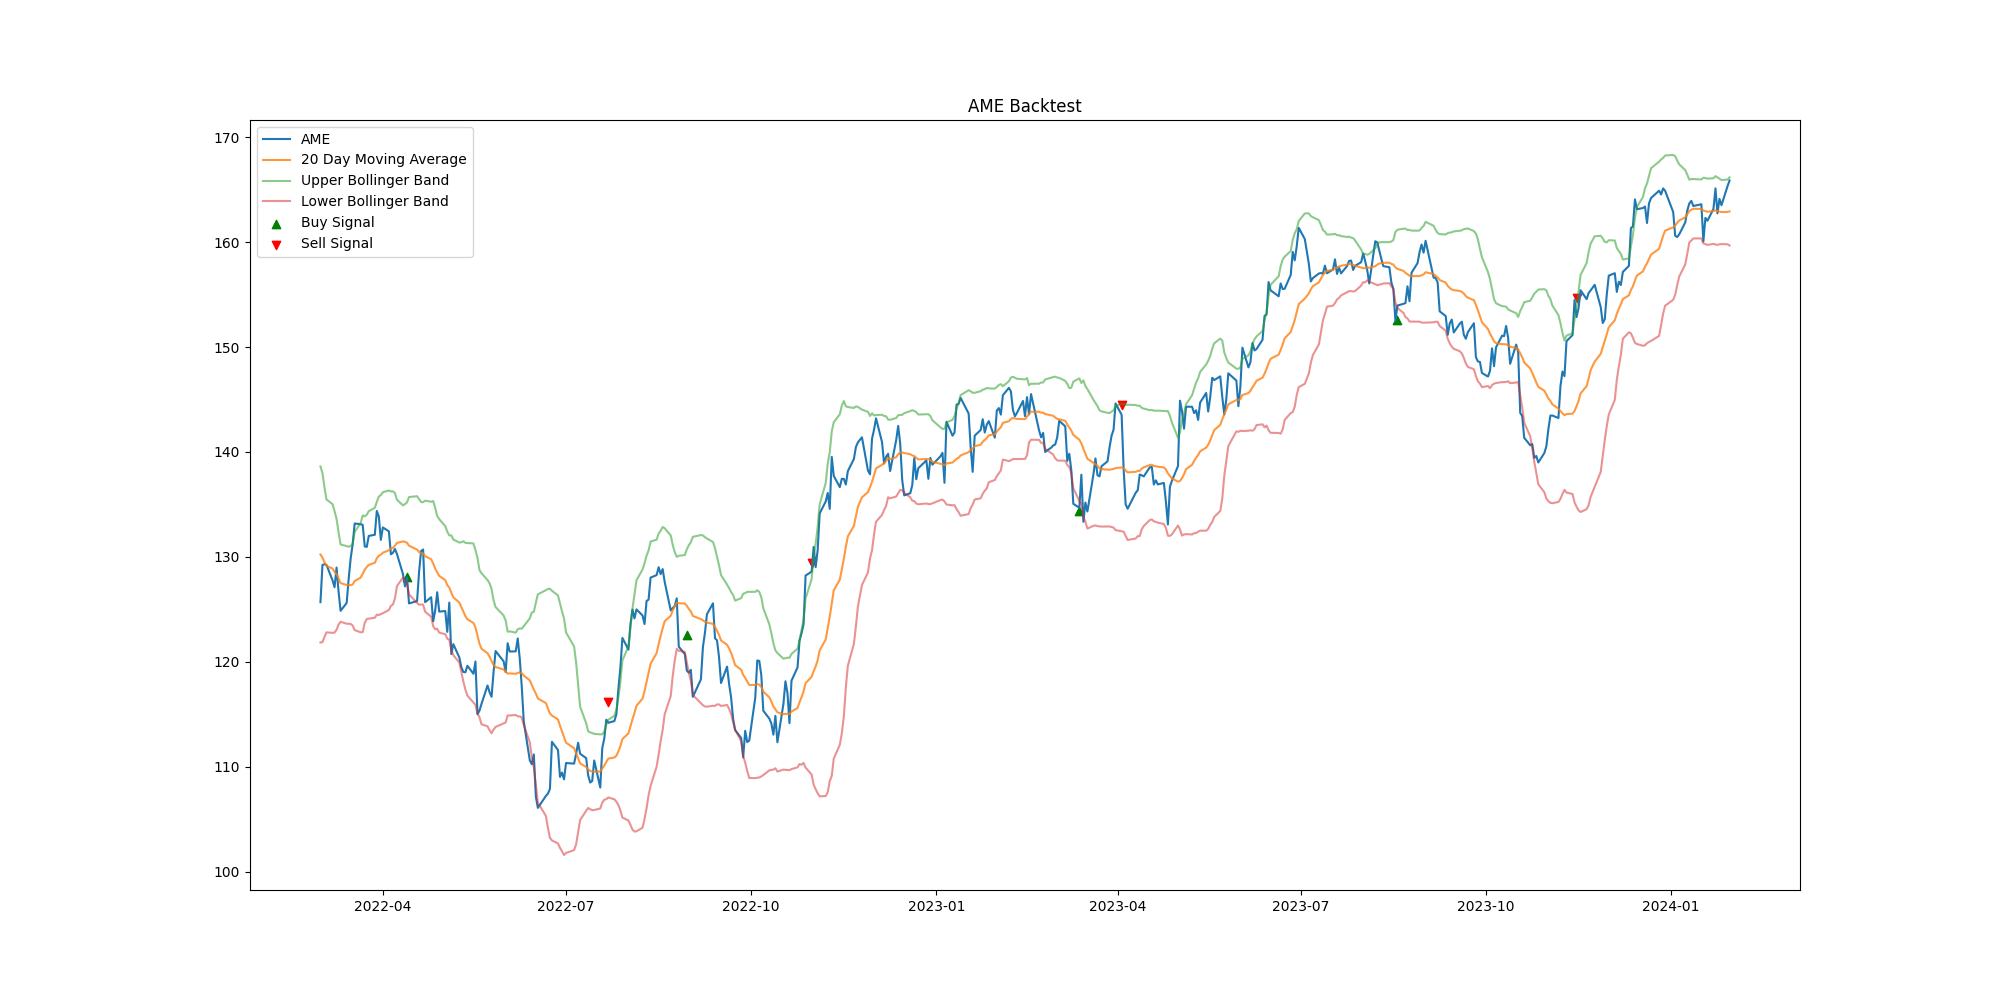 AME Backtest
AME
20 Day Moving Average
Upper Bollinger Band
Lower Bollinger Band
Buy Signal
Sell Signal
170
160
150
140
130
120
110
100
2022-04 2022-07 2022-10 2023-01 2023-04 2023-07 2023-10 2024-01